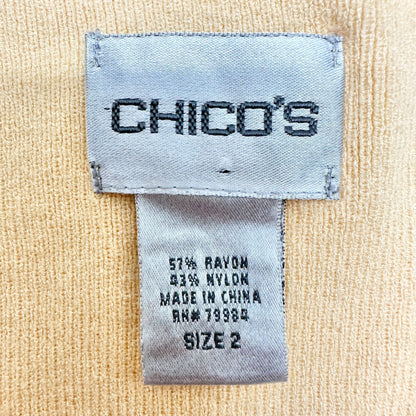 CHICO'S
57% RAYON
43% NYLON
MADE IN CHINA
RN# 79984
SIZE 2